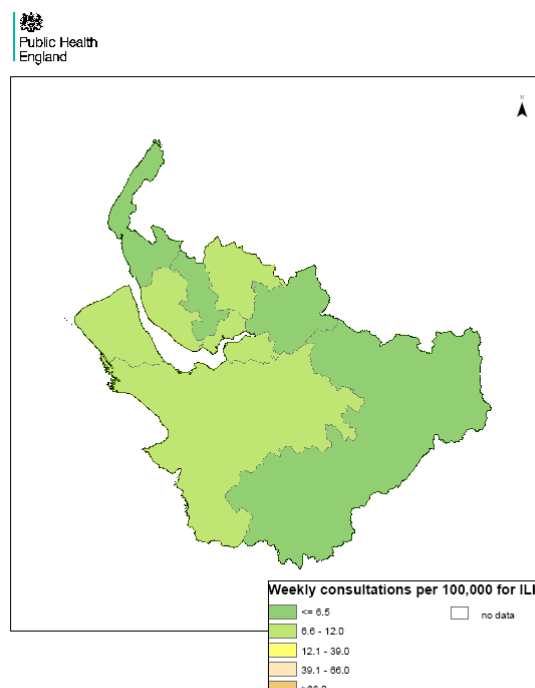 Public Health
England
N
Weekly consultations per 100,000 for ILI
<= 6.5
no data
6.6 - 12.0
12.1 - 39.0
39.1 - 66.0